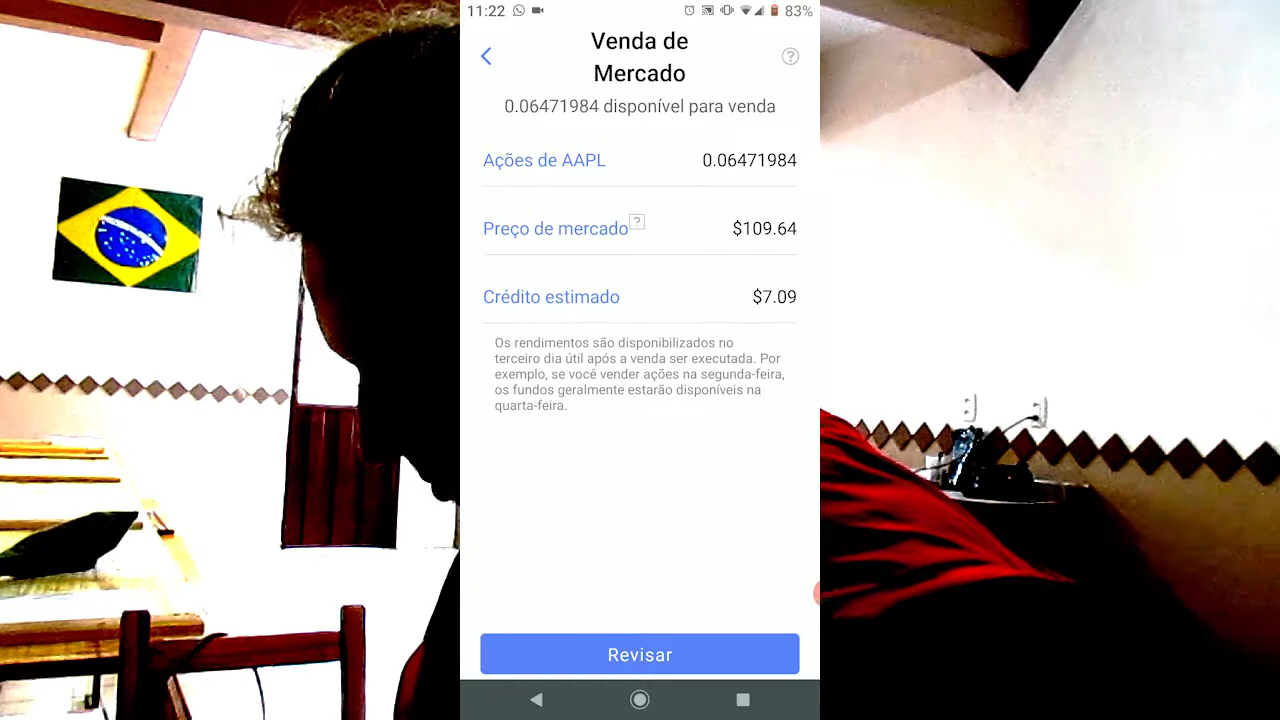 11:22 83%
Venda de
Mercado
0.06471984 disponível para venda
Ações de AAPL 0.06471984
Preço de mercado ? $109.64
Crédito estimado $7.09
Os rendimentos são disponibilizados no
terceiro dia útil após a venda ser executada. Por
exemplo, se você vender ações na segunda-feira,
os fundos geralmente estarão disponíveis na
quarta-feira.
Revisar